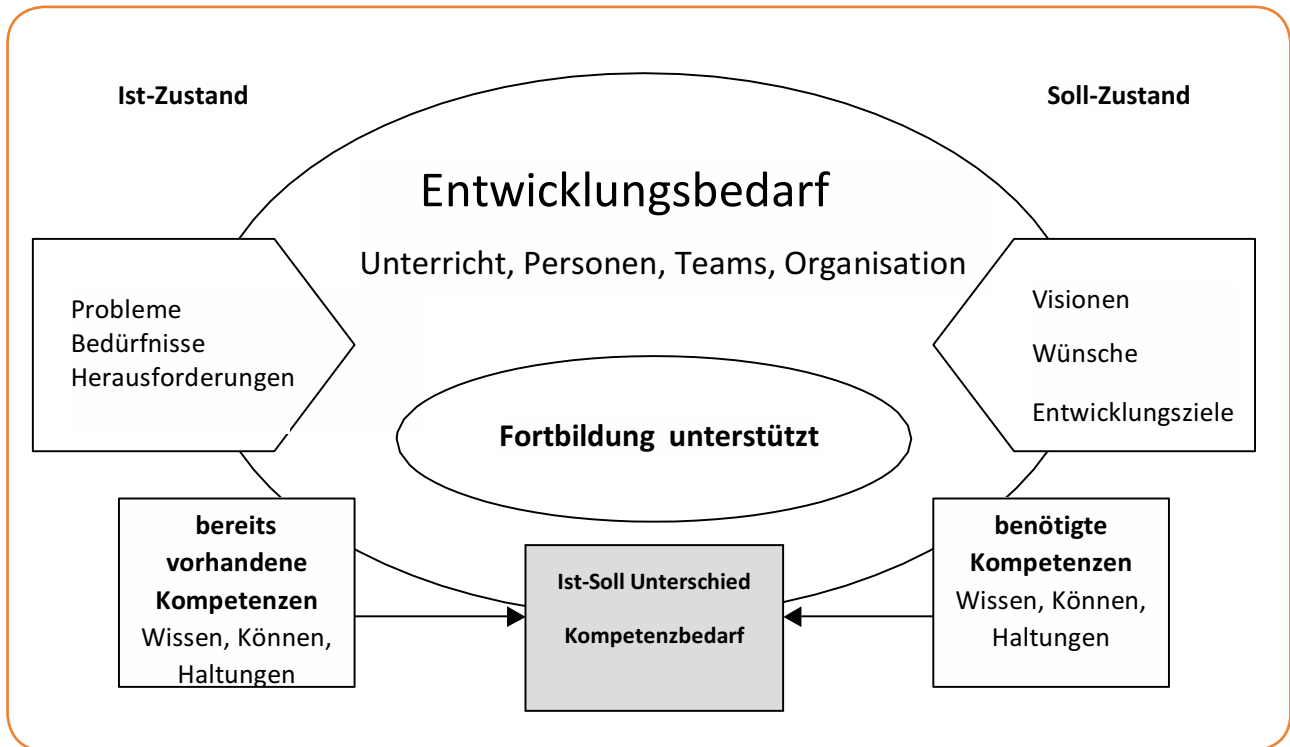 Ist-Zustand
Soll-Zustand
Entwicklungsbedarf
Unterricht, Personen, Teams, Organisation
Probleme
Bedürfnisse
Herausforderungen
Visionen
Wünsche
Entwicklungsziele
Fortbildung unterstützt
bereits
vorhandene
Kompetenzen
Wissen, Können,
Haltungen
Ist-Soll Unterschied
Kompetenzbedarf
benötigte
Kompetenzen
Wissen, Können,
Haltungen